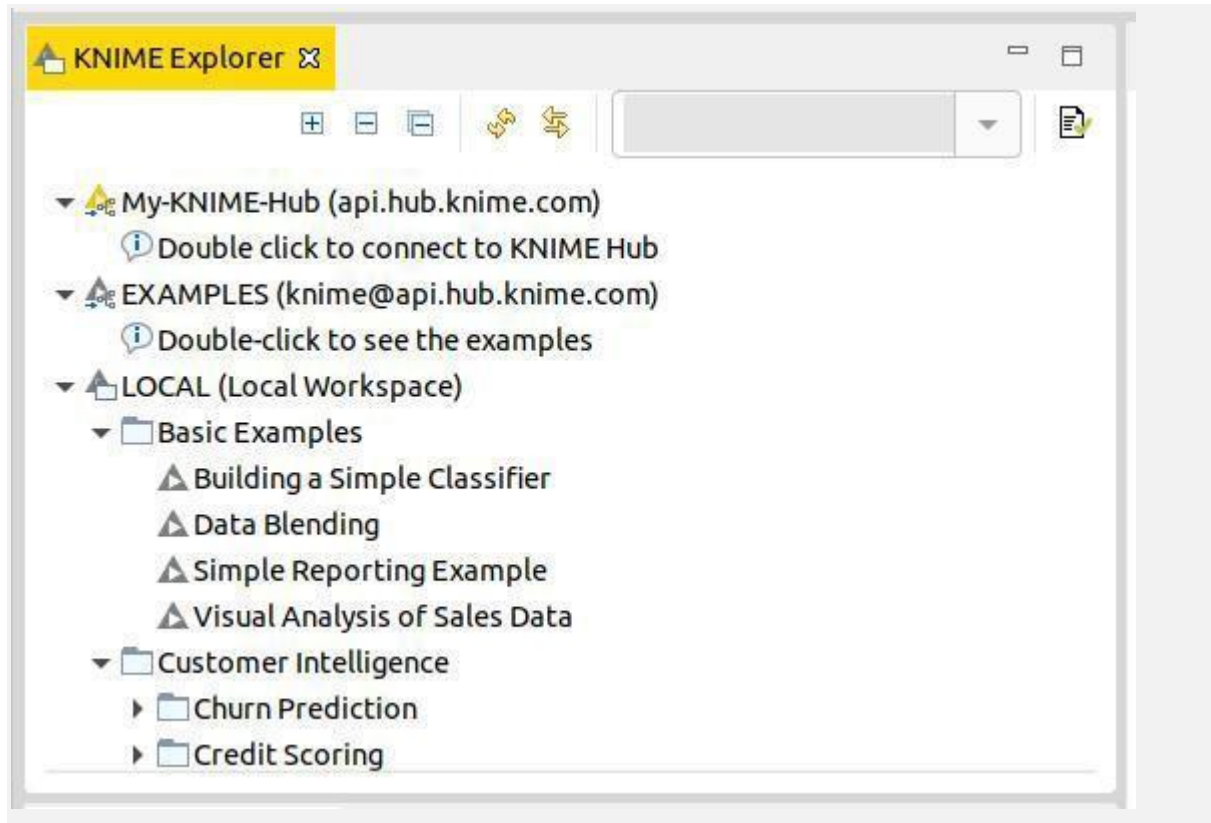 KNIME Explorer
My-KNIME-Hub (api.hub.knime.com)
Double click to connect to KNIME Hub
EXAMPLES (knime@api.hub.knime.com)
Double-click to see the examples
LOCAL (Local Workspace)
Basic Examples
Building a Simple Classifier
Data Blending
Simple Reporting Example
Visual Analysis of Sales Data
Customer Intelligence
Churn Prediction
Credit Scoring